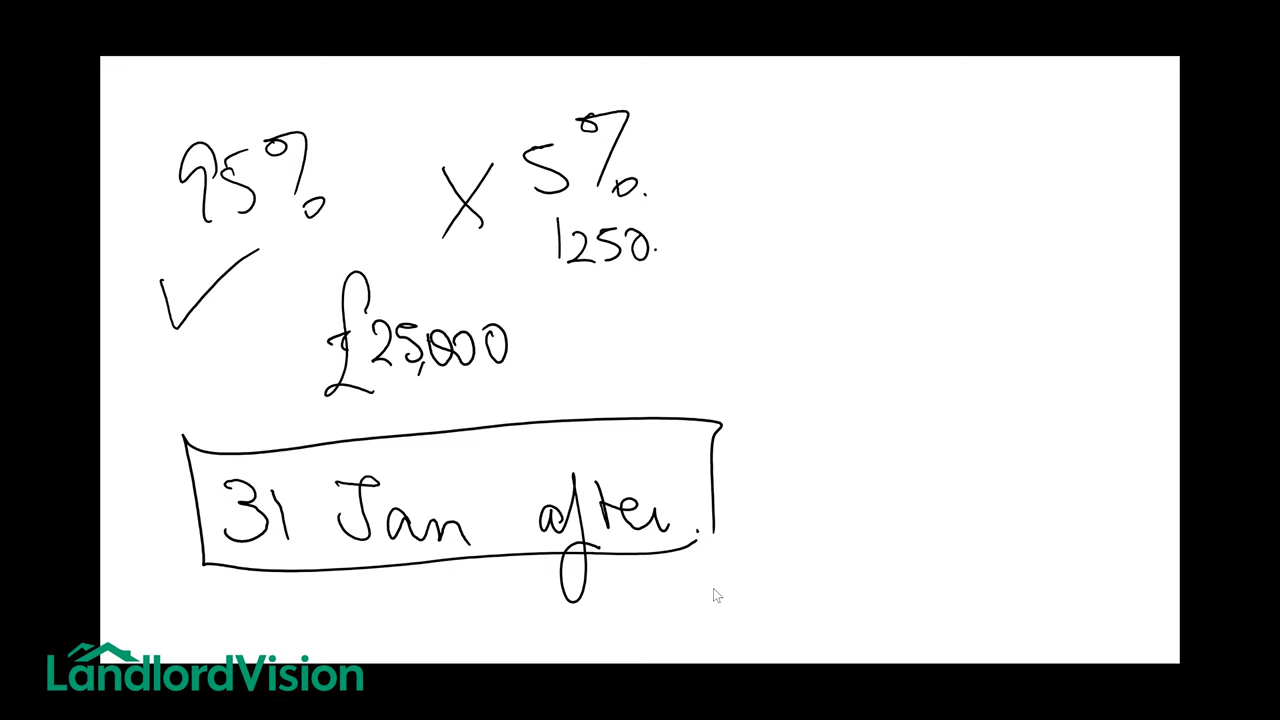 95% X 5%.
1250.
✓
£25,000
31 Jan after.
LandlordVision